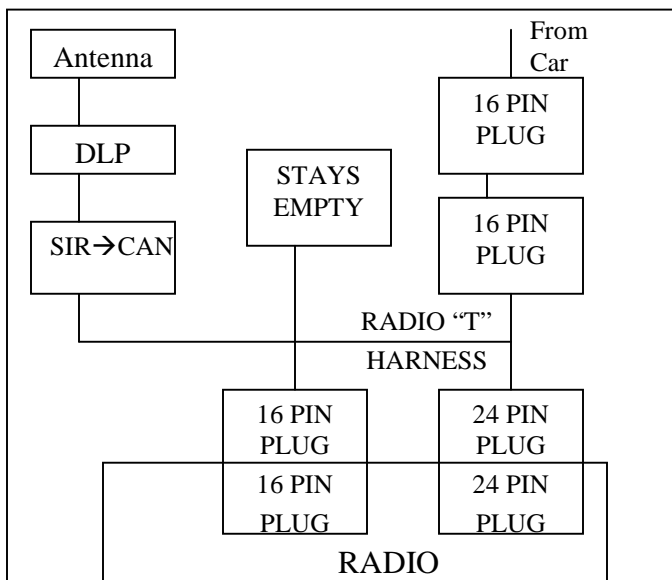 Antenna
DLP
SIR→CAN
STAYS
EMPTY
From
Car
16 PIN
PLUG
16 PIN
PLUG
RADIO “T”
HARNESS
16 PIN
PLUG
24 PIN
PLUG
16 PIN
PLUG
24 PIN
PLUG
RADIO